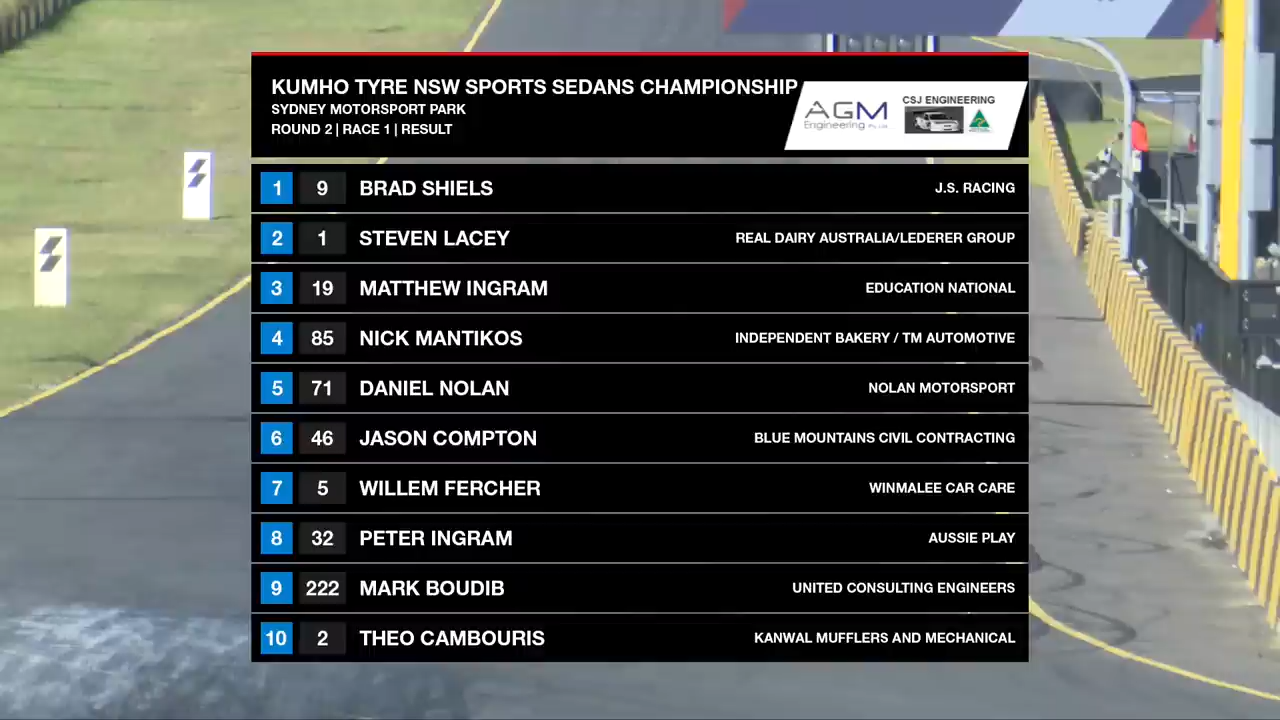 KUMHO TYRE NSW SPORTS SEDANS CHAMPIONSHIP
SYDNEY MOTORSPORT PARK
ROUND 2 | RACE 1 | RESULT
AGM
Engineering
CSJ ENGINEERING
1 9 BRAD SHIELS J.S. RACING
2 1 STEVEN LACEY REAL DAIRY AUSTRALIA/LEDERER GROUP
3 19 MATTHEW INGRAM EDUCATION NATIONAL
4 85 NICK MANTIKOS INDEPENDENT BAKERY / TM AUTOMOTIVE
5 71 DANIEL NOLAN NOLAN MOTORSPORT
6 46 JASON COMPTON BLUE MOUNTAINS CIVIL CONTRACTING
7 5 WILLEM FERCHER WINMALEE CAR CARE
8 32 PETER INGRAM AUSSIE PLAY
9 222 MARK BOUDIB UNITED CONSULTING ENGINEERS
10 2 THEO CAMBOURIS KANWAL MUFFLERS AND MECHANICAL